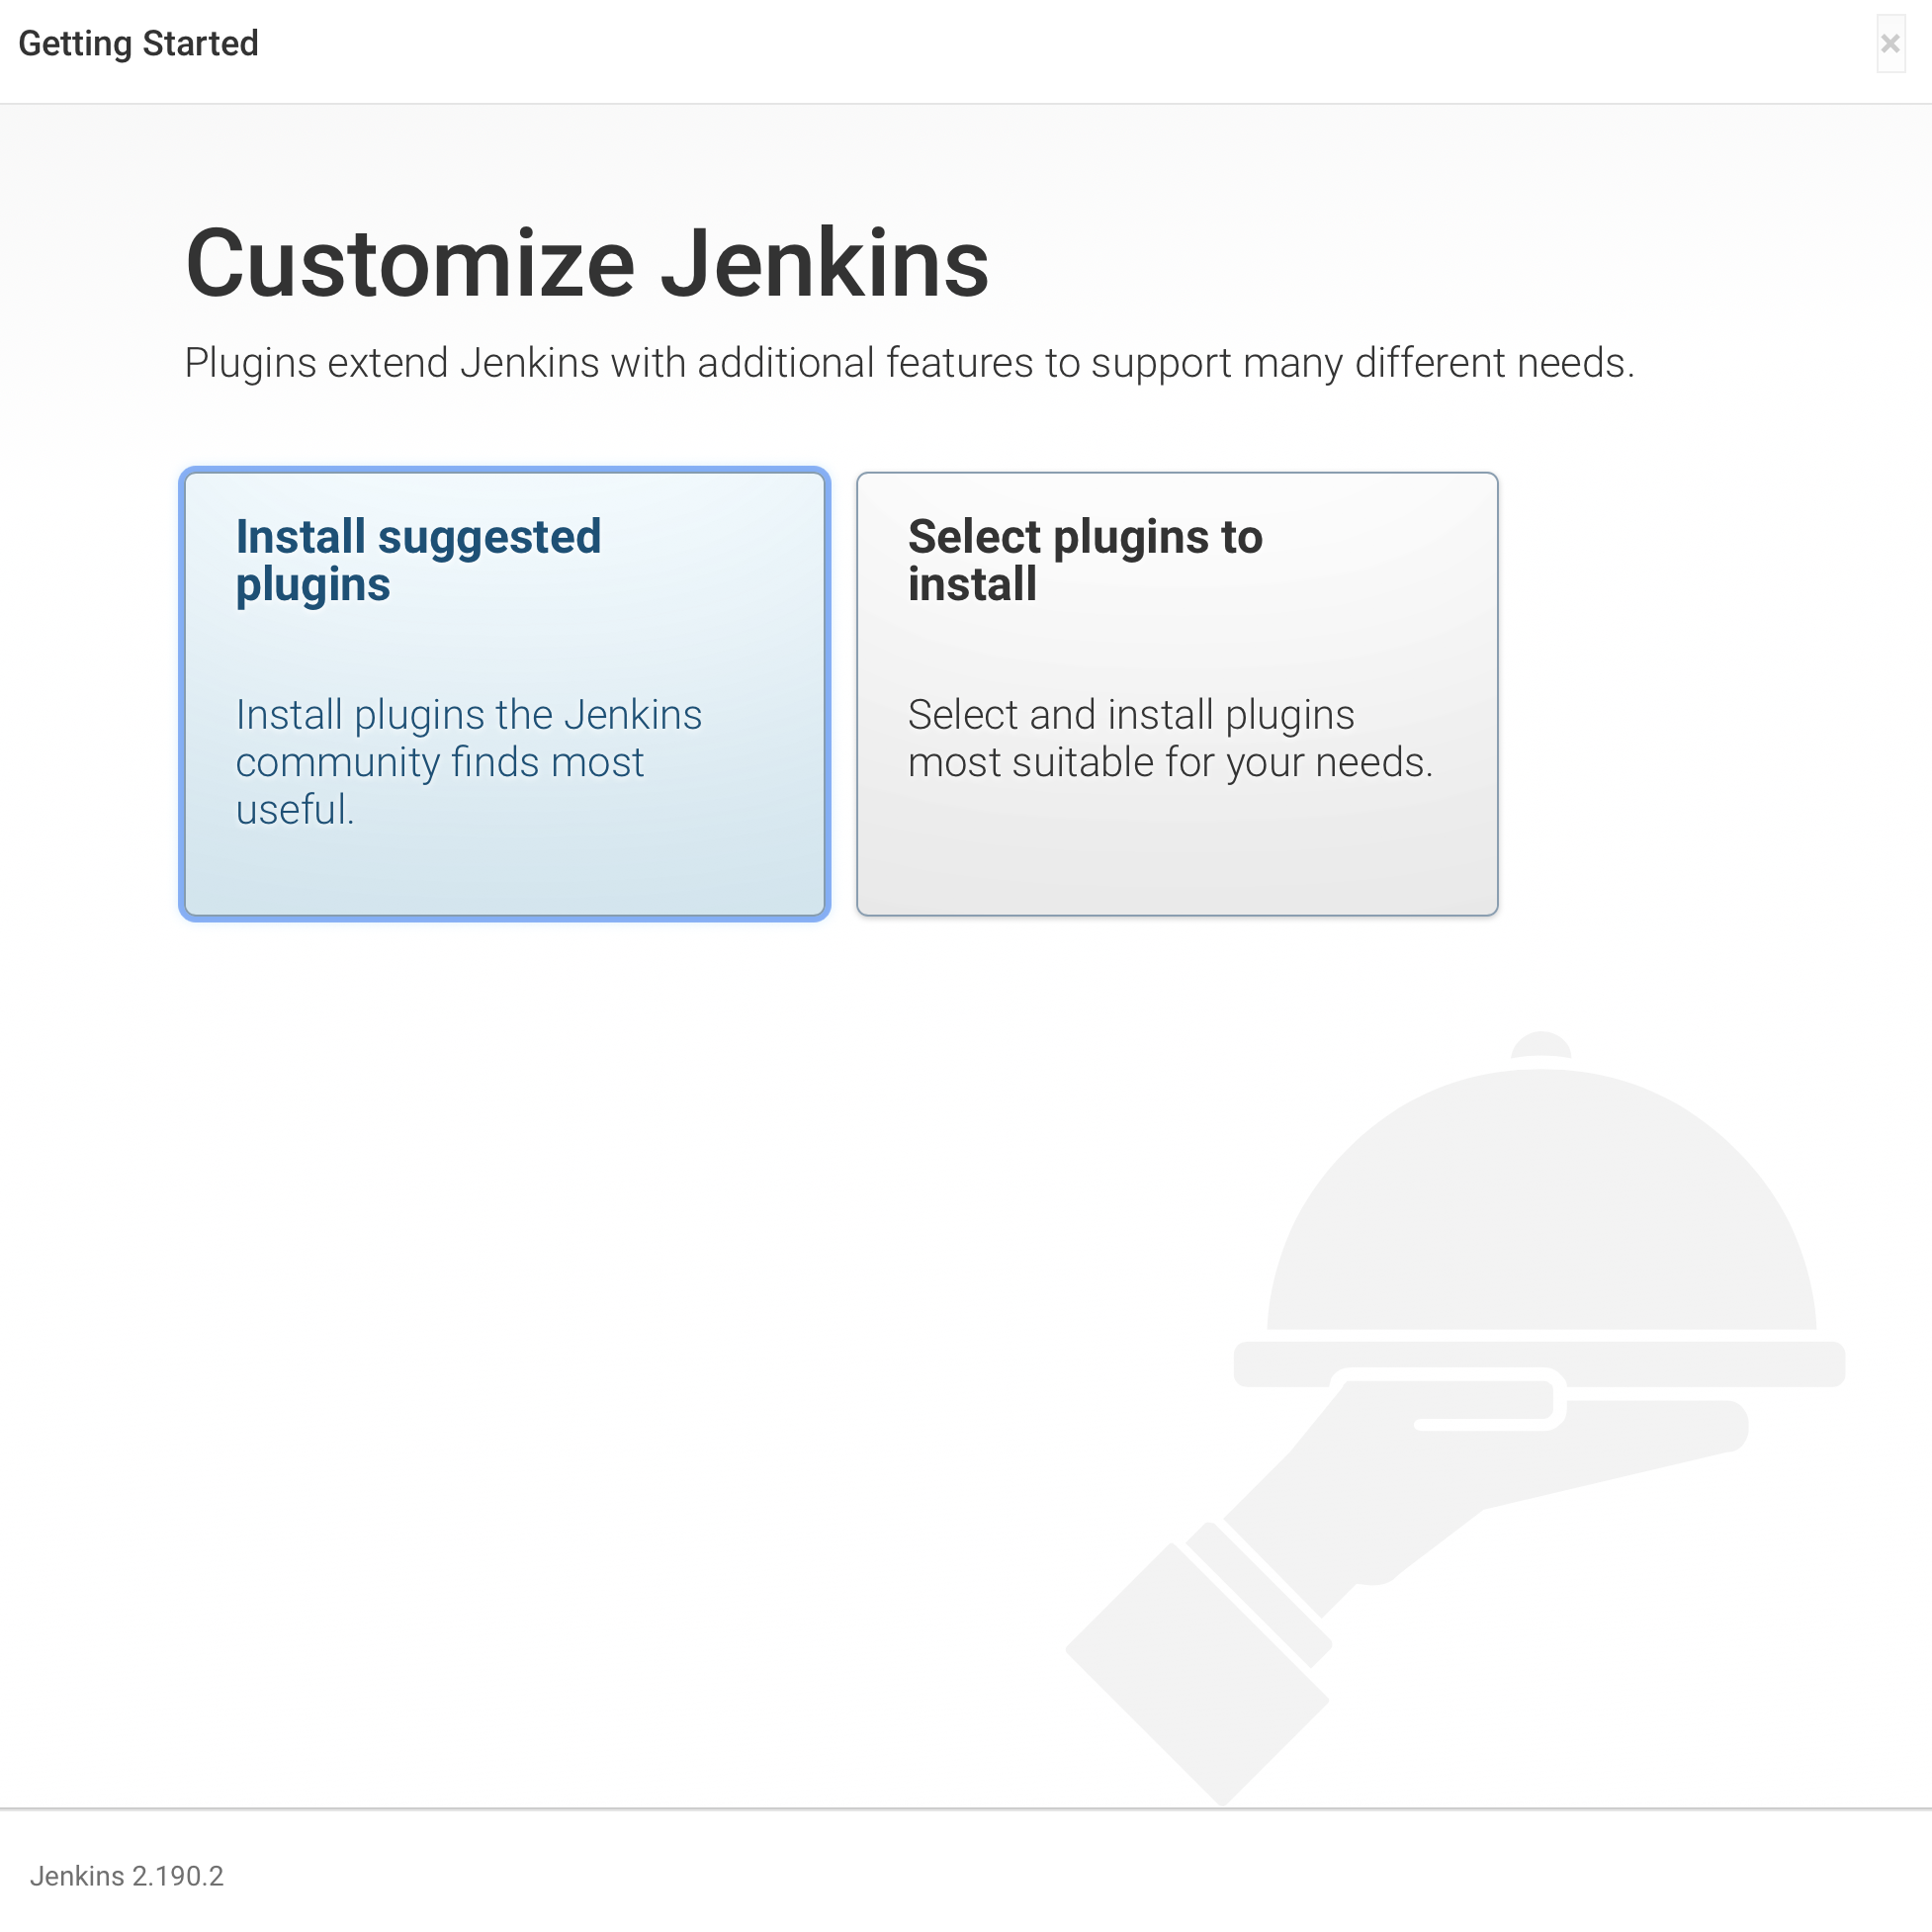 Getting Started
×
Customize Jenkins
Plugins extend Jenkins with additional features to support many different needs.
Install suggested
plugins
Install plugins the Jenkins
community finds most
useful.
Select plugins to
install
Select and install plugins
most suitable for your needs.
Jenkins 2.190.2